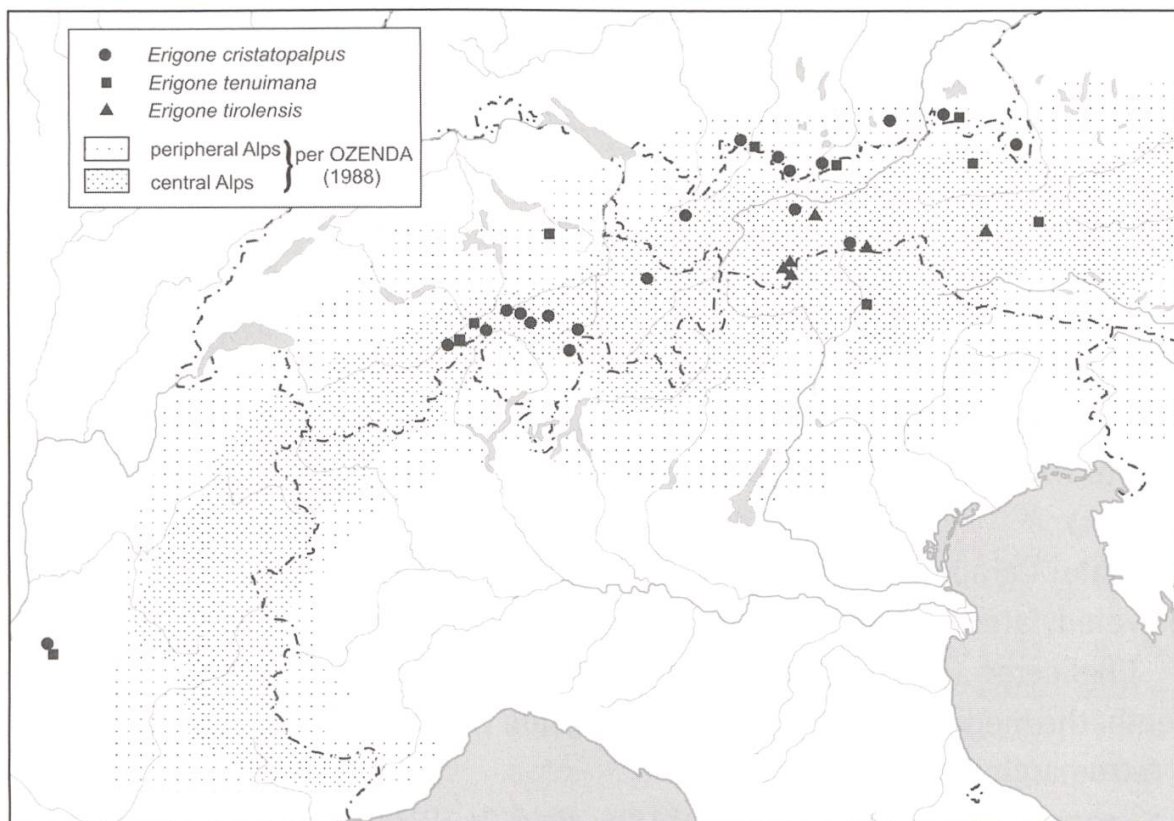 Erigone cristatopalpus
Erigone tenuimana
Erigone tirolensis
peripheral Alps
central Alps
per OZENDA
(1988)